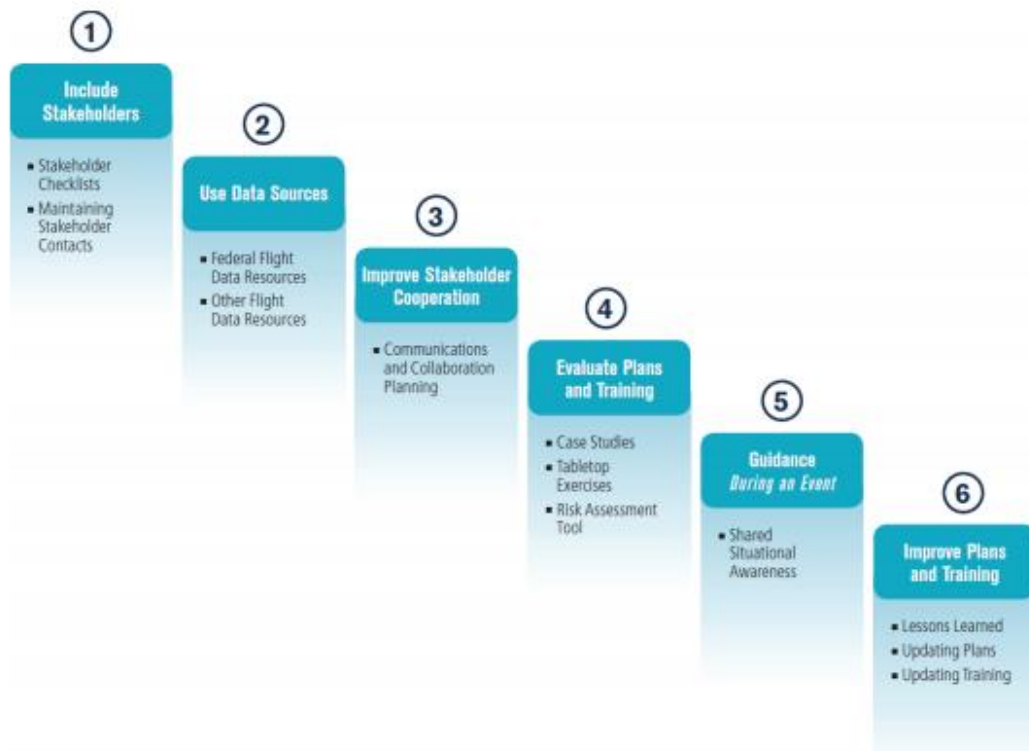 1
Include
Stakeholders
▪ Stakeholder
Checklists
▪ Maintaining
Stakeholder
Contacts
2
Use Data Sources
▪ Federal Flight
Data Resources
▪ Other Flight
Data Resources
3
Improve Stakeholder
Cooperation
▪ Communications
and Collaboration
Planning
4
Evaluate Plans
and Training
▪ Case Studies
▪ Tabletop
Exercises
▪ Risk Assessment
Tool
5
Guidance
During an Event
▪ Shared
Situational
Awareness
6
Improve Plans
and Training
▪ Lessons Learned
▪ Updating Plans
▪ Updating Training